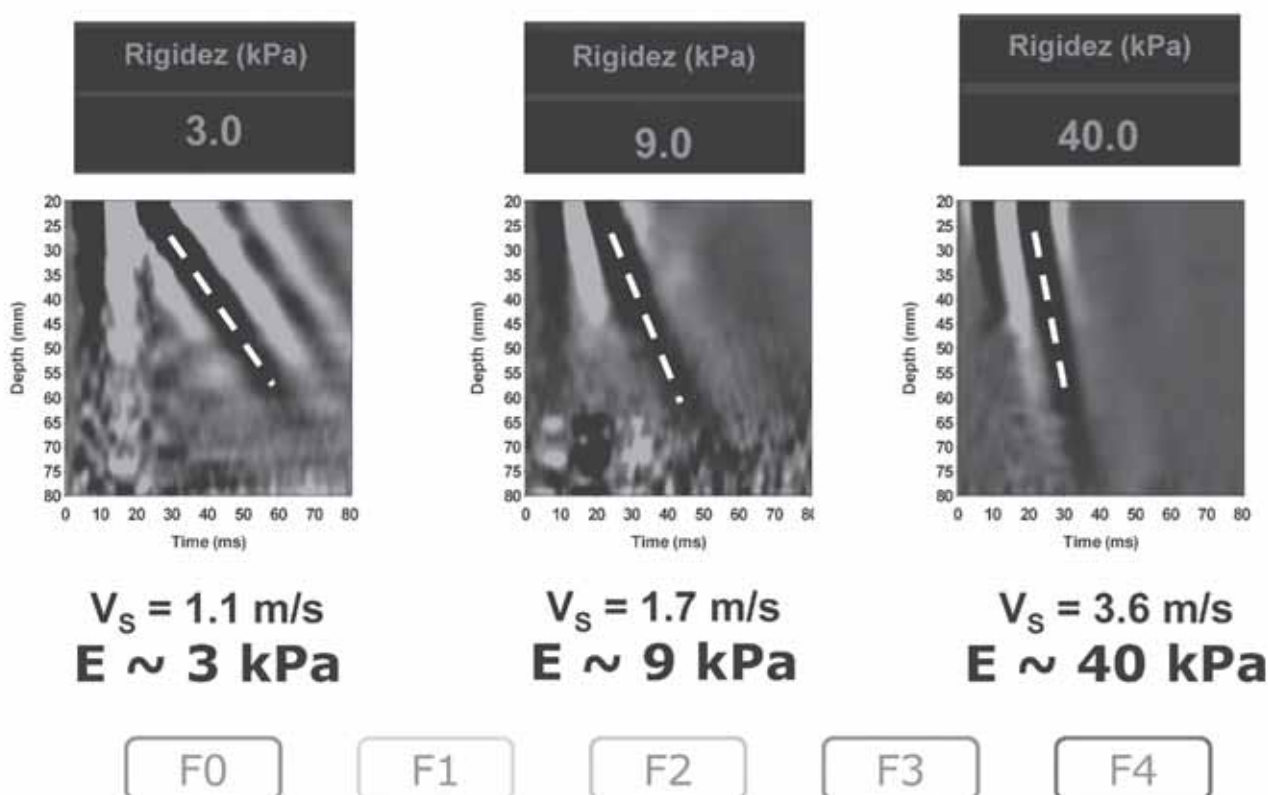 Rigidez (kPa)
3.0
Rigidez (kPa)
9.0
Rigidez (kPa)
40.0
Depth (mm)
20
25
30
35
40
45
50
55
60
65
70
75
80
0 10 20 30 40 50 60 70 80
Time (ms)
Depth (mm)
20
25
30
35
40
45
50
55
60
65
70
75
80
0 10 20 30 40 50 60 70
Time (ms)
Depth (mm)
20
25
30
35
40
45
50
55
60
65
70
75
80
0 10 20 30 40 50 60 70 80
Time (ms)
VS = 1.1 m/s
E ~ 3 kPa
VS = 1.7 m/s
E ~ 9 kPa
VS = 3.6 m/s
E ~ 40 kPa
F0 F1 F2 F3 F4